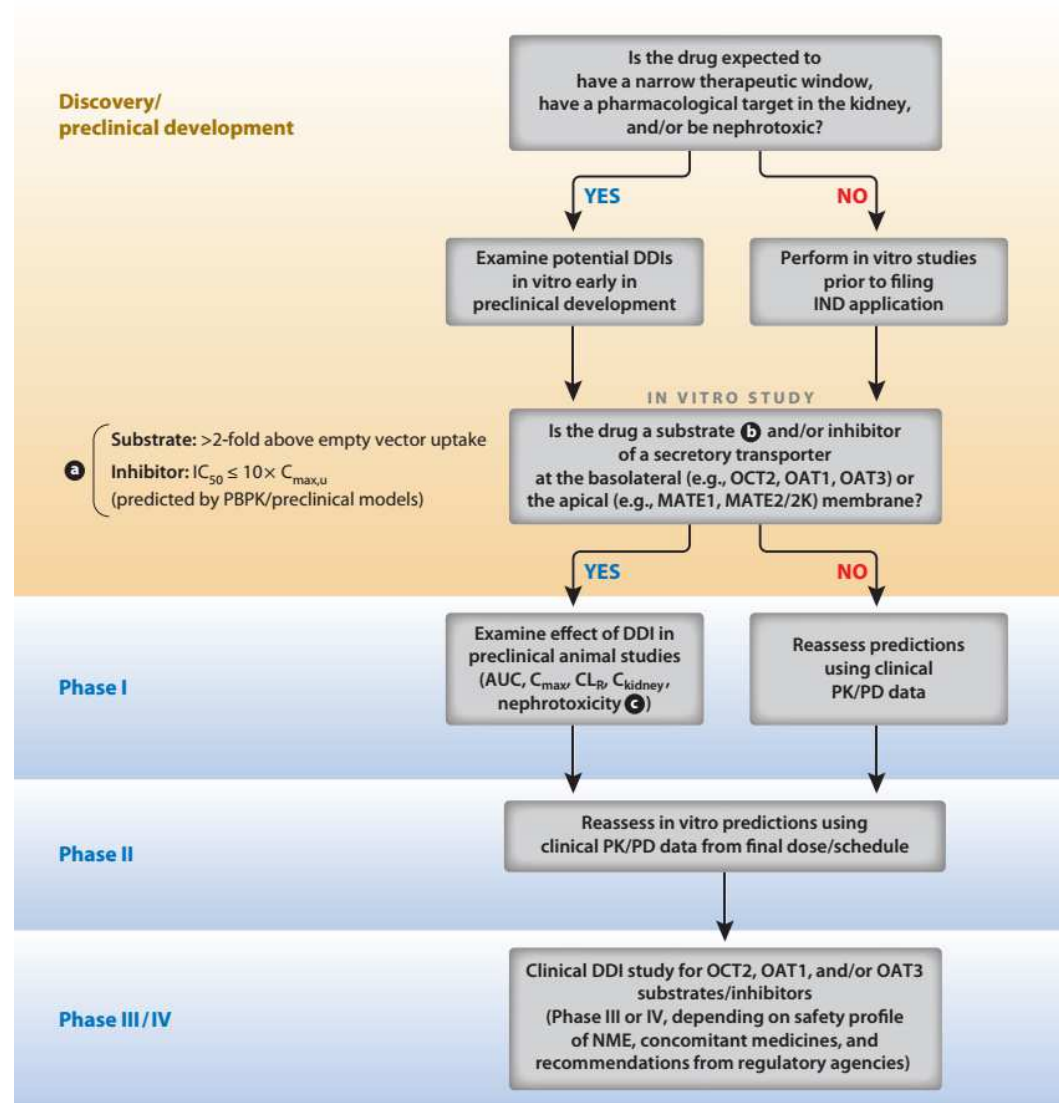 Is the drug expected to
have a narrow therapeutic window,
have a pharmacological target in the kidney,
and/or be nephrotoxic?
Discovery/
preclinical development
YES
NO
Examine potential DDIs
in vitro early in
preclinical development
Perform in vitro studies
prior to filing
IND application
IN VITRO STUDY
a
Substrate: >2-fold above empty vector uptake
Inhibitor: IC50 ≤ 10× Cmax,u
(predicted by PBPK/preclinical models)
Is the drug a substrate b and/or inhibitor
of a secretory transporter
at the basolateral (e.g., OCT2, OAT1, OAT3) or
the apical (e.g., MATE1, MATE2/2K) membrane?
YES
NO
Phase I
Examine effect of DDI in
preclinical animal studies
(AUC, Cmax, CLR, Ckidney,
nephrotoxicity c)
Reassess predictions
using clinical
PK/PD data
Phase II
Reassess in vitro predictions using
clinical PK/PD data from final dose/schedule
Phase III/IV
Clinical DDI study for OCT2, OAT1, and/or OAT3
substrates/inhibitors
(Phase III or IV, depending on safety profile
of NME, concomitant medicines, and
recommendations from regulatory agencies)